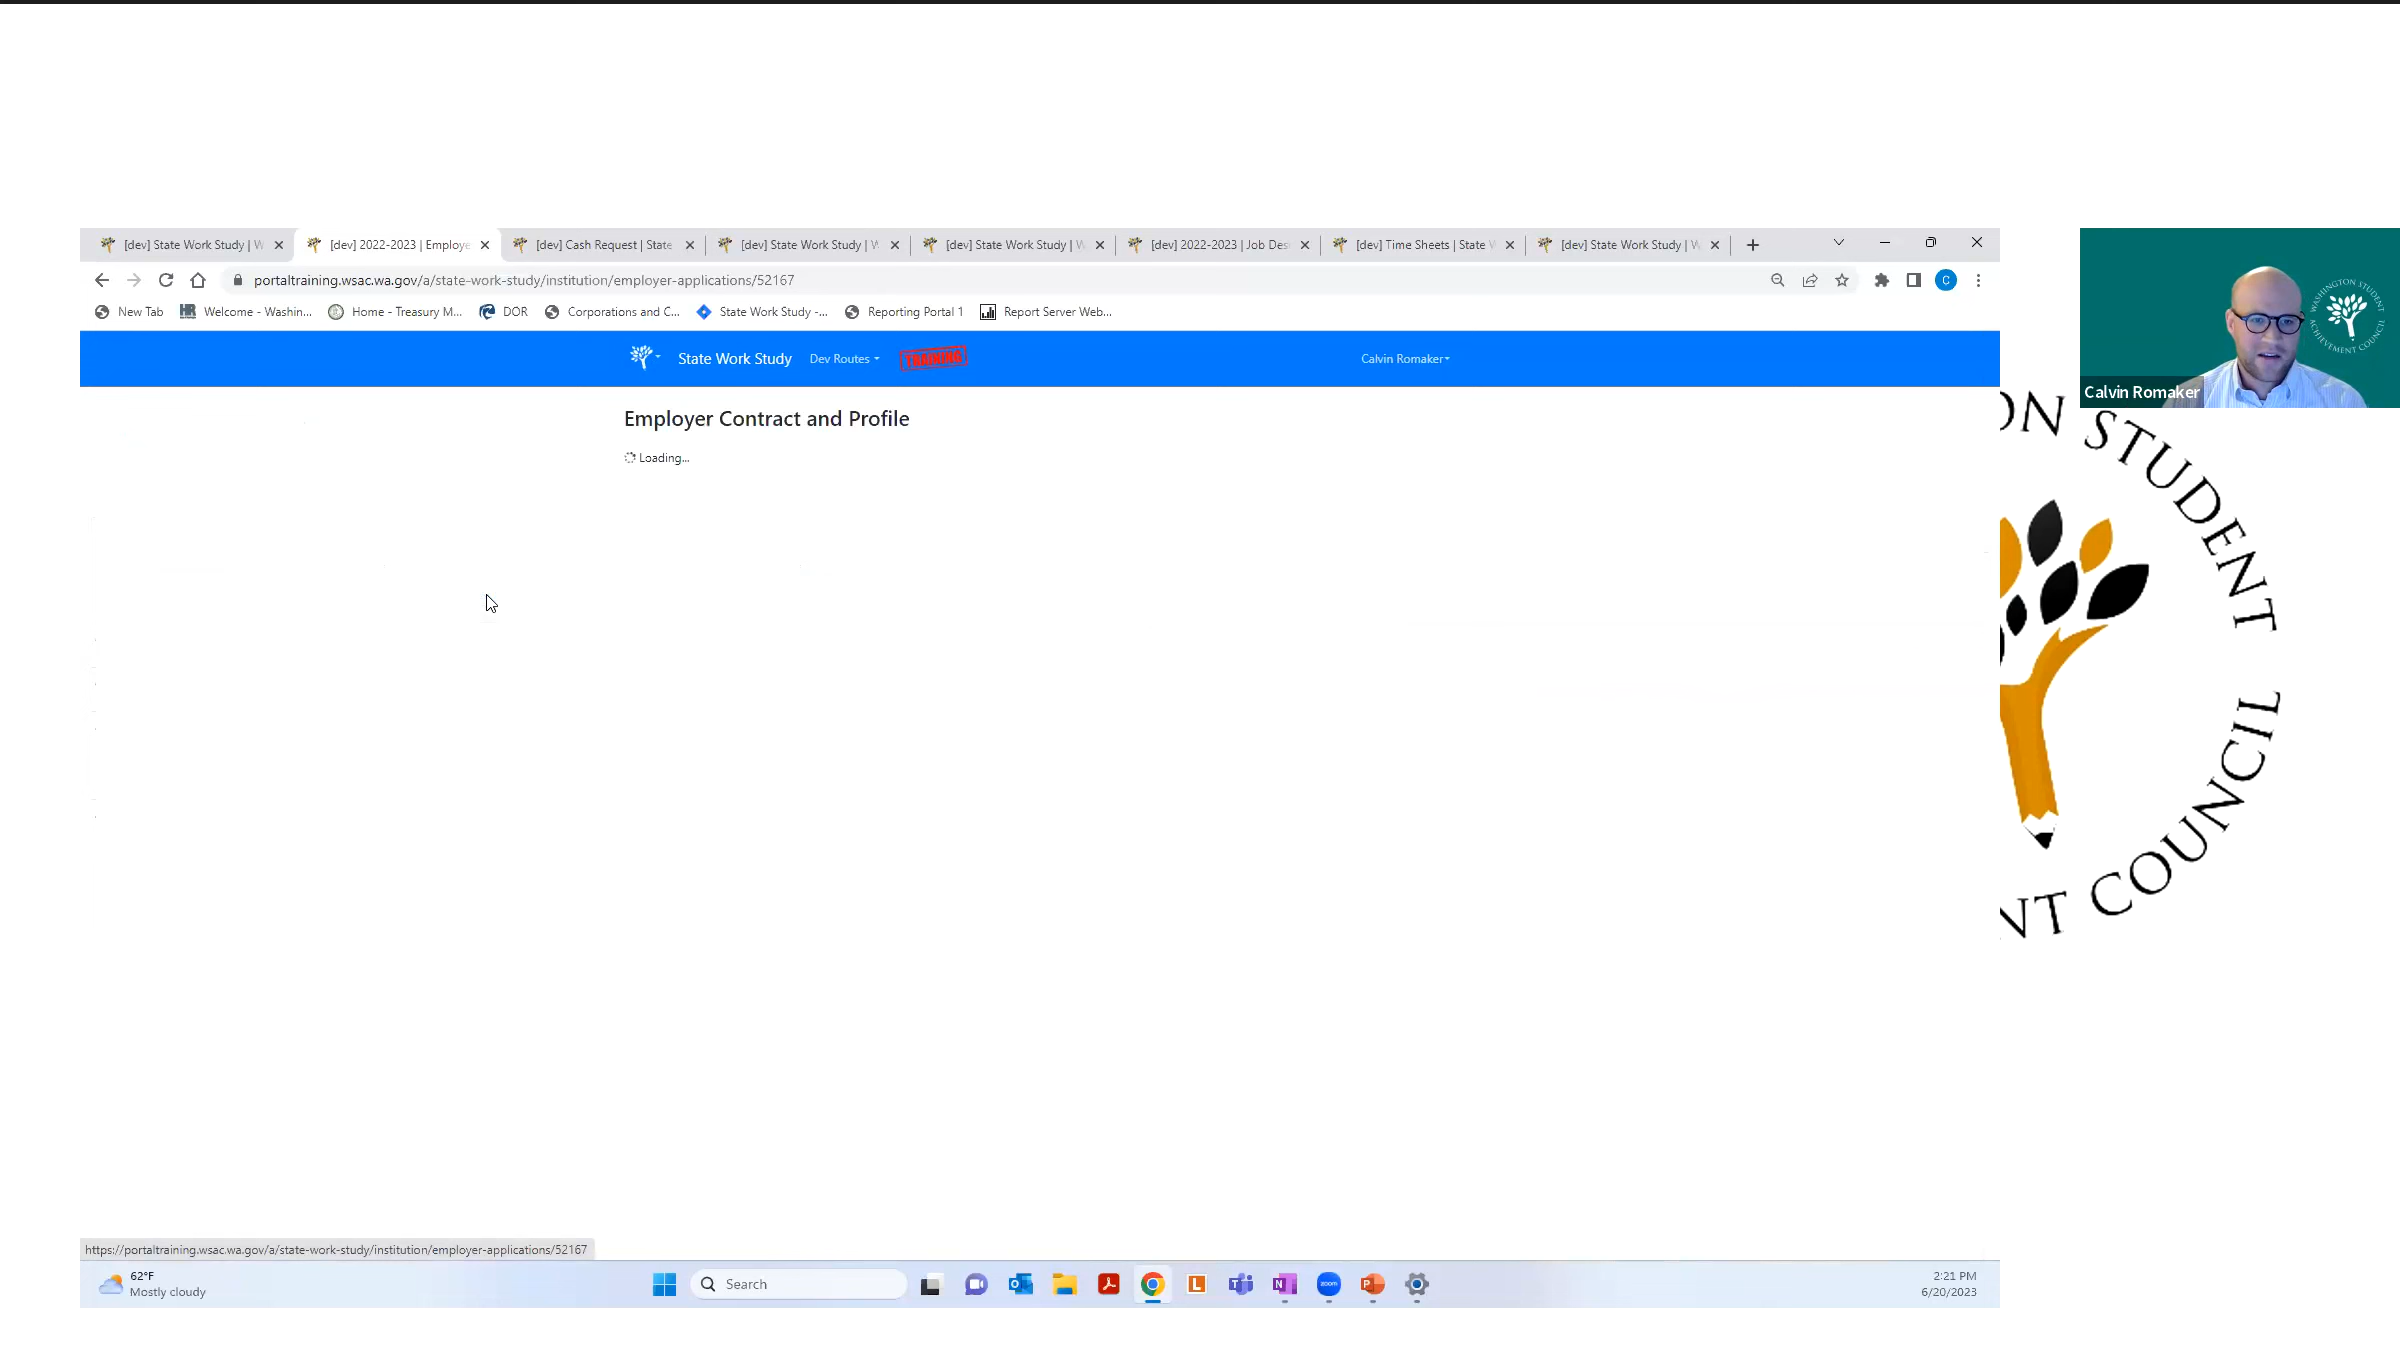 [dev] State Work Study | W
[dev] 2022-2023 | Employe
[dev] Cash Request | State
[dev] State Work Study | W
[dev] State Work Study | W
[dev] 2022-2023 | Job Des
[dev] Time Sheets | State W
[dev] State Work Study | W
portaltraining.wsac.wa.gov/a/state-work-study/institution/employer-applications/52167
C
New Tab
Welcome - Washin...
Home - Treasury M...
DOR
Corporations and C...
State Work Study -...
Reporting Portal 1
Report Server Web...
State Work Study
Dev Routes
TRAINING
Calvin Romaker
Employer Contract and Profile
Loading...
WASHINGTON STUDENT ACHIEVEMENT COUNCIL
Calvin Romaker
ON STUDENT
NT COUNCIL
https://portaltraining.wsac.wa.gov/a/state-work-study/institution/employer-applications/52167
62°F
Mostly cloudy
Search
2:21 PM
6/20/2023